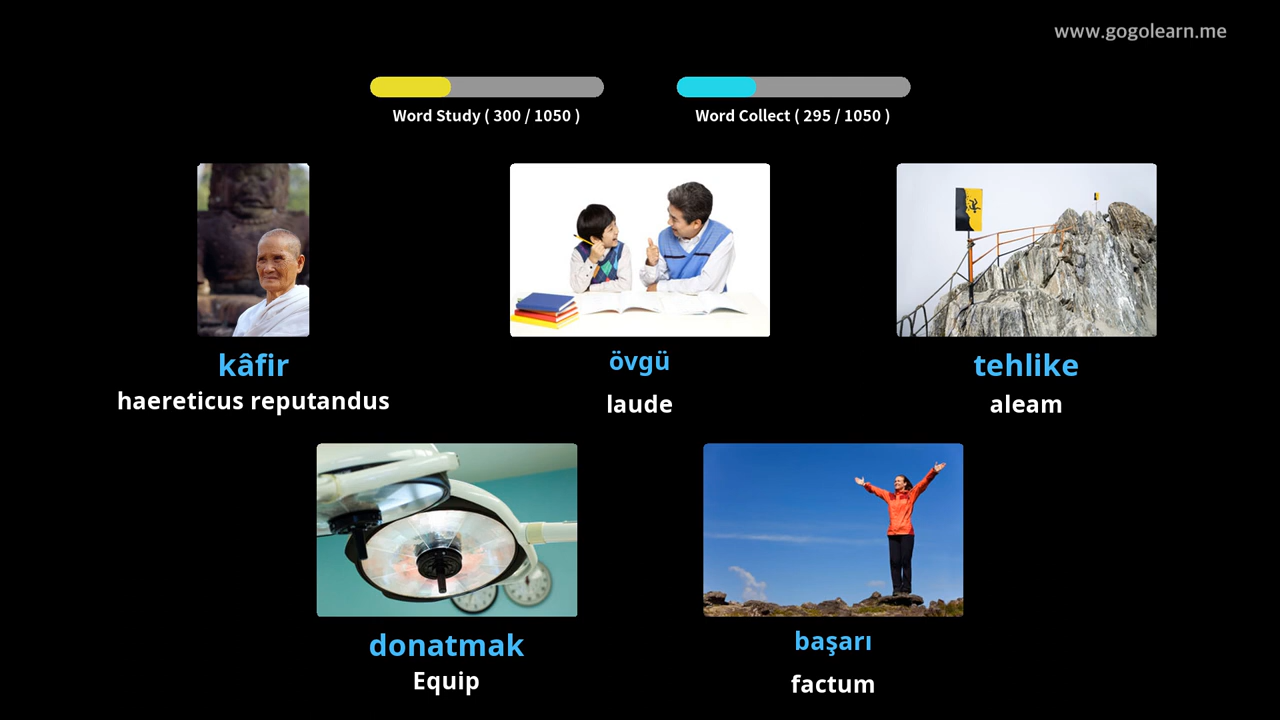 www.gogolearn.me
Word Study ( 300 / 1050 )
Word Collect ( 295 / 1050 )
kâfir
haereticus reputandus
övgü
laude
tehlike
aleam
donatmak
Equip
başarı
factum